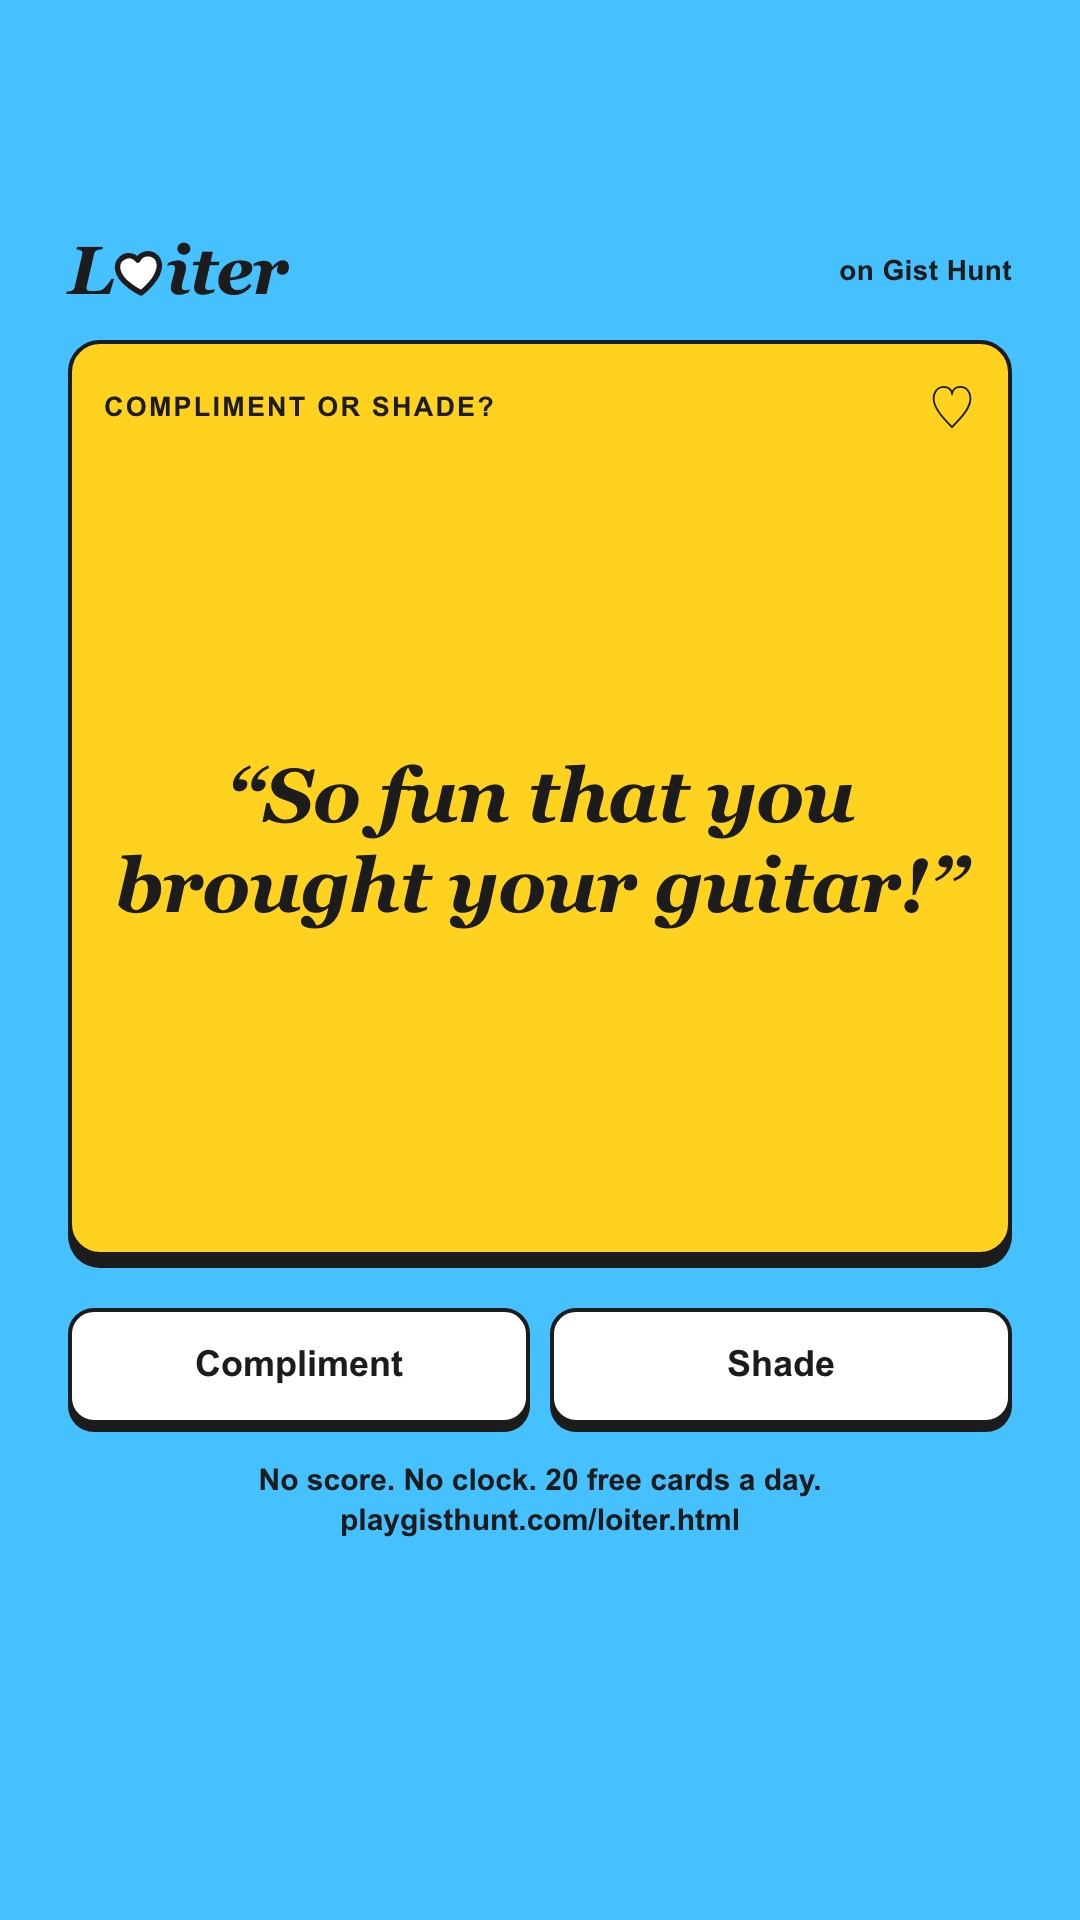 Loiter
on Gist Hunt
COMPLIMENT OR SHADE?
“So fun that you
brought your guitar!”
Compliment
Shade
No score. No clock. 20 free cards a day.
playgisthunt.com/loiter.html